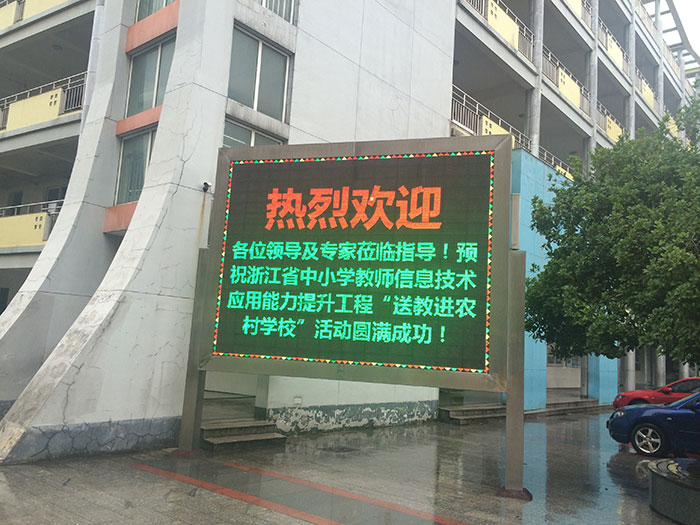 热烈欢迎
各位领导及专家莅临指导！预
祝浙江省中小学教师信息技术
应用能力提升工程“送教进农
村学校”活动圆满成功！